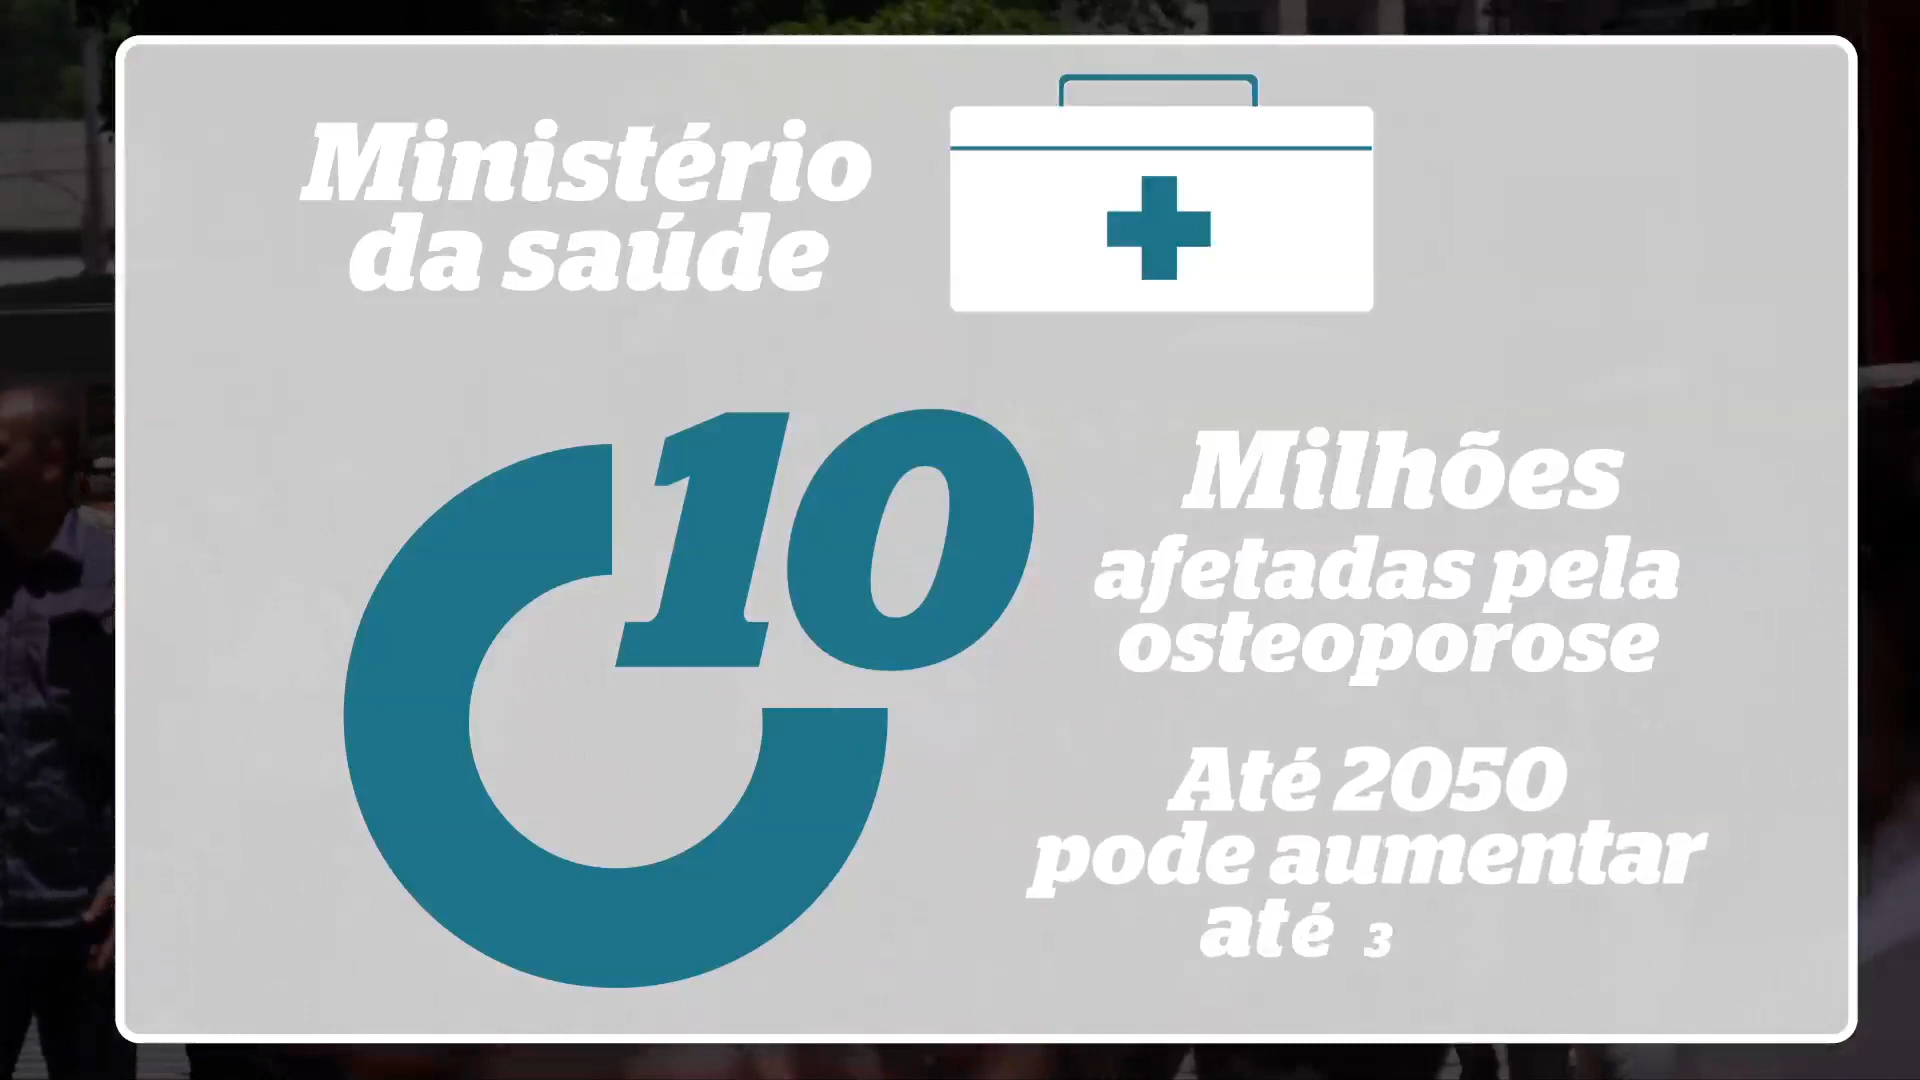 Ministério
da saúde
10
Milhões
afetadas pela
osteoporose
Até 2050
pode aumentar
até 3